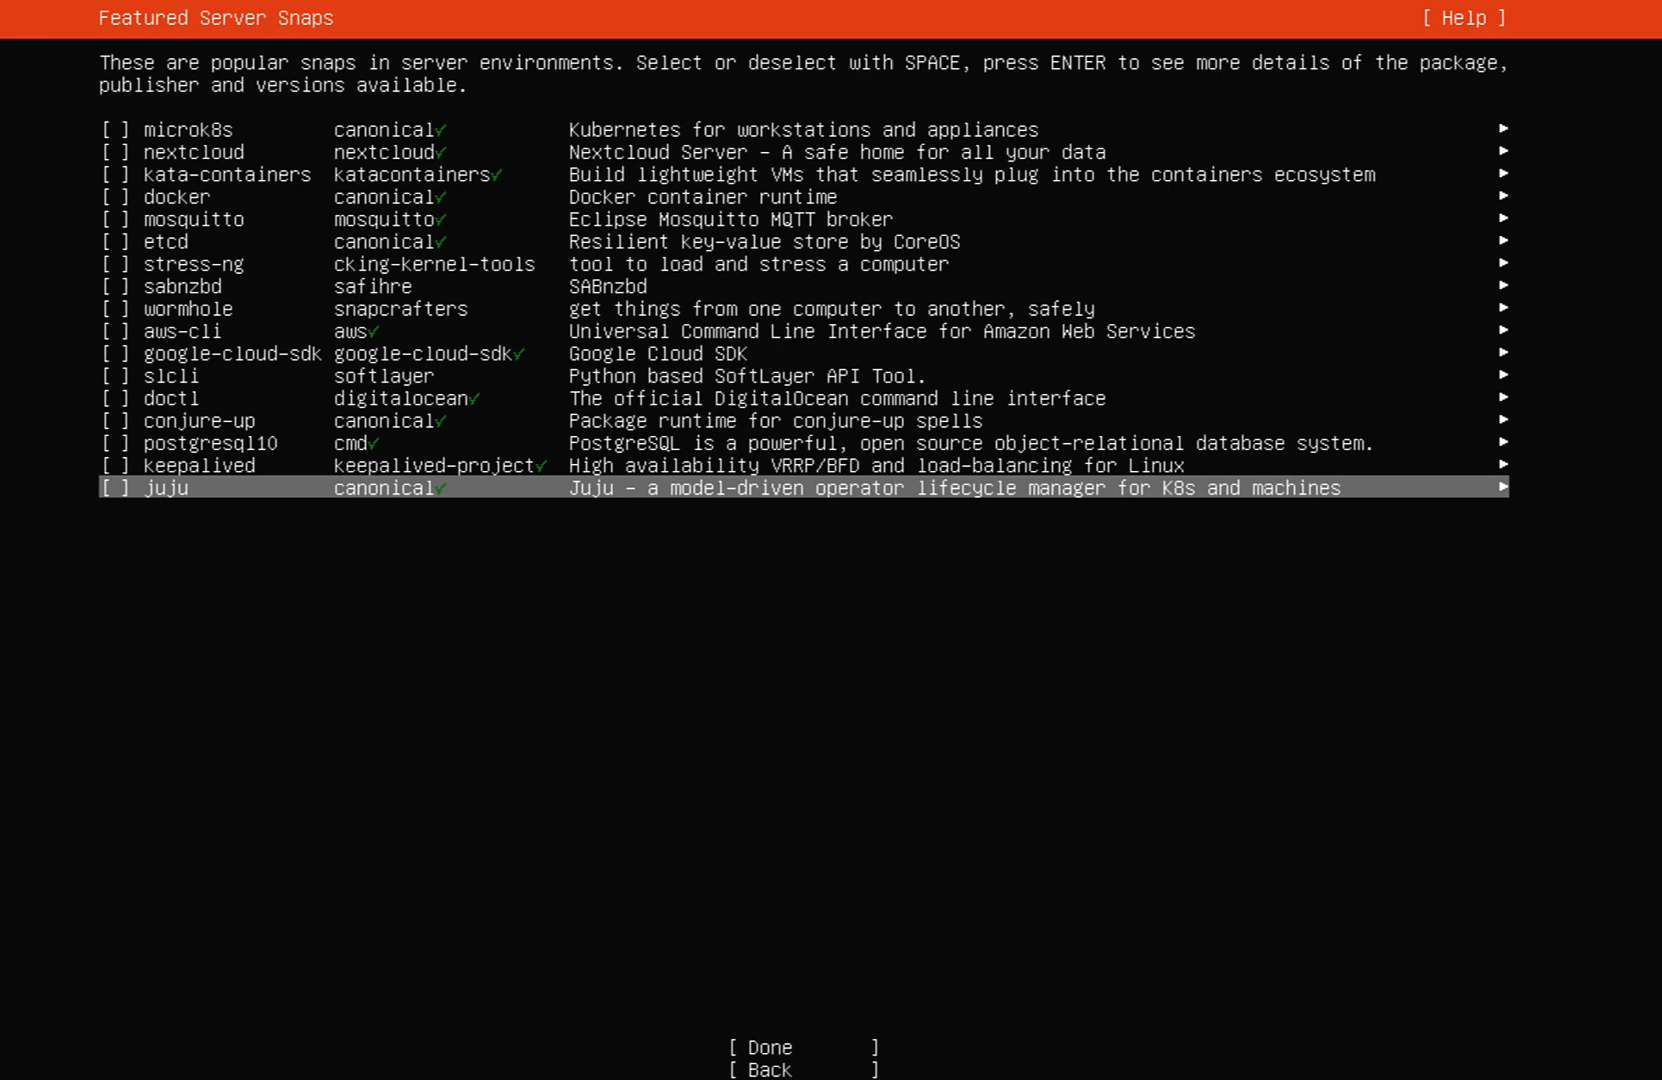 Featured Server Snaps [ Help ]
These are popular snaps in server environments. Select or deselect with SPACE, press ENTER to see more details of the package,
publisher and versions available.
[ ] microk8s canonical✓ Kubernetes for workstations and appliances ▸
[ ] nextcloud nextcloud✓ Nextcloud Server – A safe home for all your data ▸
[ ] kata-containers katacontainers✓ Build lightweight VMs that seamlessly plug into the containers ecosystem ▸
[ ] docker canonical✓ Docker container runtime ▸
[ ] mosquitto mosquitto✓ Eclipse Mosquitto MQTT broker ▸
[ ] etcd canonical✓ Resilient key-value store by CoreOS ▸
[ ] stress-ng cking-kernel-tools tool to load and stress a computer ▸
[ ] sabnzbd safihre SABnzbd ▸
[ ] wormhole snapcrafters get things from one computer to another, safely ▸
[ ] aws-cli aws✓ Universal Command Line Interface for Amazon Web Services ▸
[ ] google-cloud-sdk google-cloud-sdk✓ Google Cloud SDK ▸
[ ] slcli softlayer Python based SoftLayer API Tool. ▸
[ ] doctl digitalocean✓ The official DigitalOcean command line interface ▸
[ ] conjure-up canonical✓ Package runtime for conjure-up spells ▸
[ ] postgresql10 cmd✓ PostgreSQL is a powerful, open source object-relational database system. ▸
[ ] keepalived keepalived-project✓ High availability VRRP/BFD and load-balancing for Linux ▸
[ ] juju canonical✓ Juju – a model-driven operator lifecycle manager for K8s and machines ▸
[ Done ]
[ Back ]